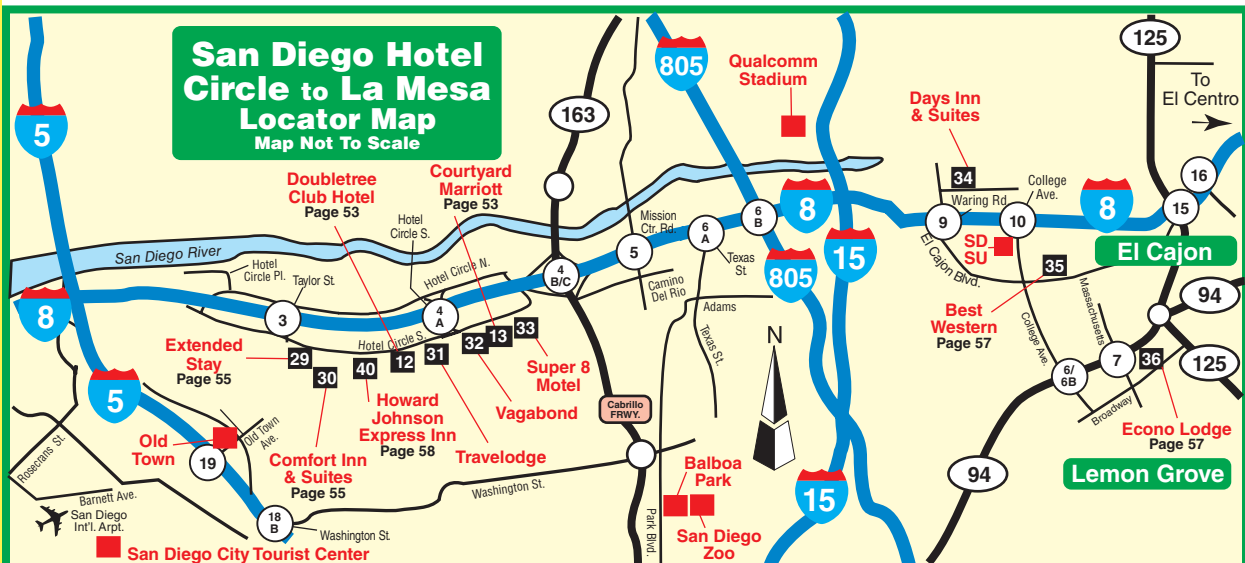 San Diego Hotel
Circle to La Mesa
Locator Map
Map Not To Scale
5
805
163
Qualcomm
Stadium
125
To
El Centro
Days Inn
& Suites
34
Doubletree
Club Hotel
Page 53
Courtyard
Marriott
Page 53
Hotel
Circle S.
Mission
Ctr. Rd.
6
A
6
B
8
Waring Rd.
College
Ave.
8
16
15
9
10
San Diego River
Hotel
Circle Pl.
Taylor St.
Hotel Circle N.
4
B/C
5
Texas
St
805
15
El Cajon Blvd.
SD
SU
35
El Cajon
8
3
4
A
Camino
Del Rio
Adams
Texas St.
N
Best
Western
Page 57
Massachusetts
94
Hotel Circle S.
Extended
Stay
Page 55
29
30
40
12
31
32
13
33
Super 8
Motel
College Ave.
6/
6B
7
36
125
5
Howard
Johnson
Express Inn
Page 58
Vagabond
Travelodge
Cabrillo
FRWY.
Broadway
Econo Lodge
Page 57
Rosecrans St.
Old
Town
Old Town
Ave.
19
Comfort Inn
& Suites
Page 55
Lemon Grove
94
Barnett Ave.
San Diego
Int'l. Arpt.
18
B
Washington St.
Washington St.
Park Blvd.
Balboa
Park
San Diego
Zoo
15
San Diego City Tourist Center